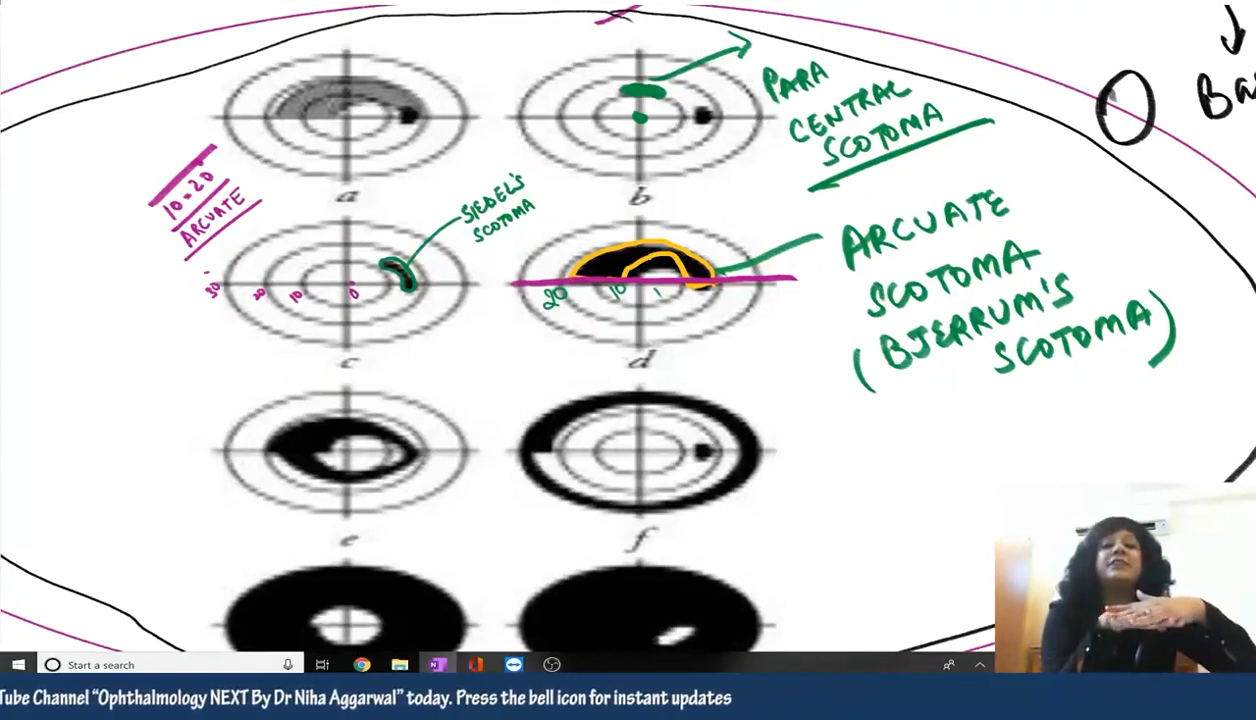 PARA
CENTRAL
SCOTOMA
a
b
10=20°
ARCUATE
SIEDEL'S
SCOTOMA
30°
20
10
0°
20
10
ARCUATE
SCOTOMA
(BJERRUM'S
SCOTOMA)
c
d
e
f
Start a search
Tube Channel “Ophthalmology NEXT By Dr Niha Aggarwal” today. Press the bell icon for instant updates